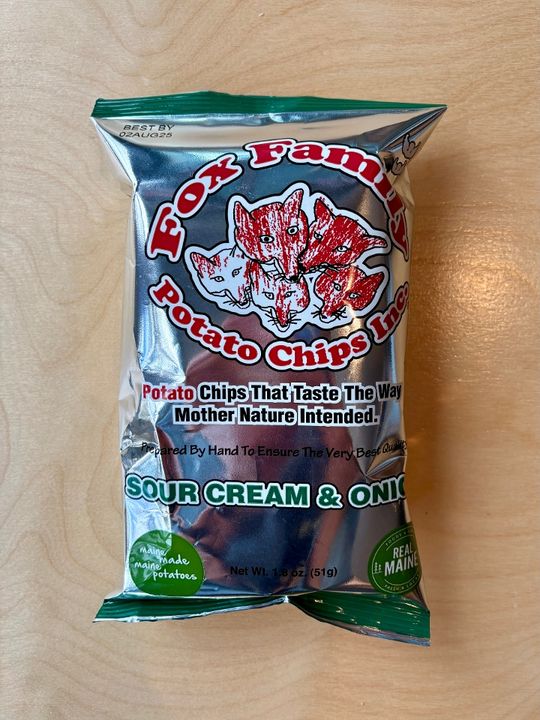 BEST BY
02AUG25
Fox Family
Potato Chips Inc.
Potato Chips That Taste The Way
Mother Nature Intended.
Prepared By Hand To Ensure The Very Best Quality
SOUR CREAM & ONIO
maine made
maine potatoes
REAL
MAINE
Net Wt. 1.8 oz. (51g)